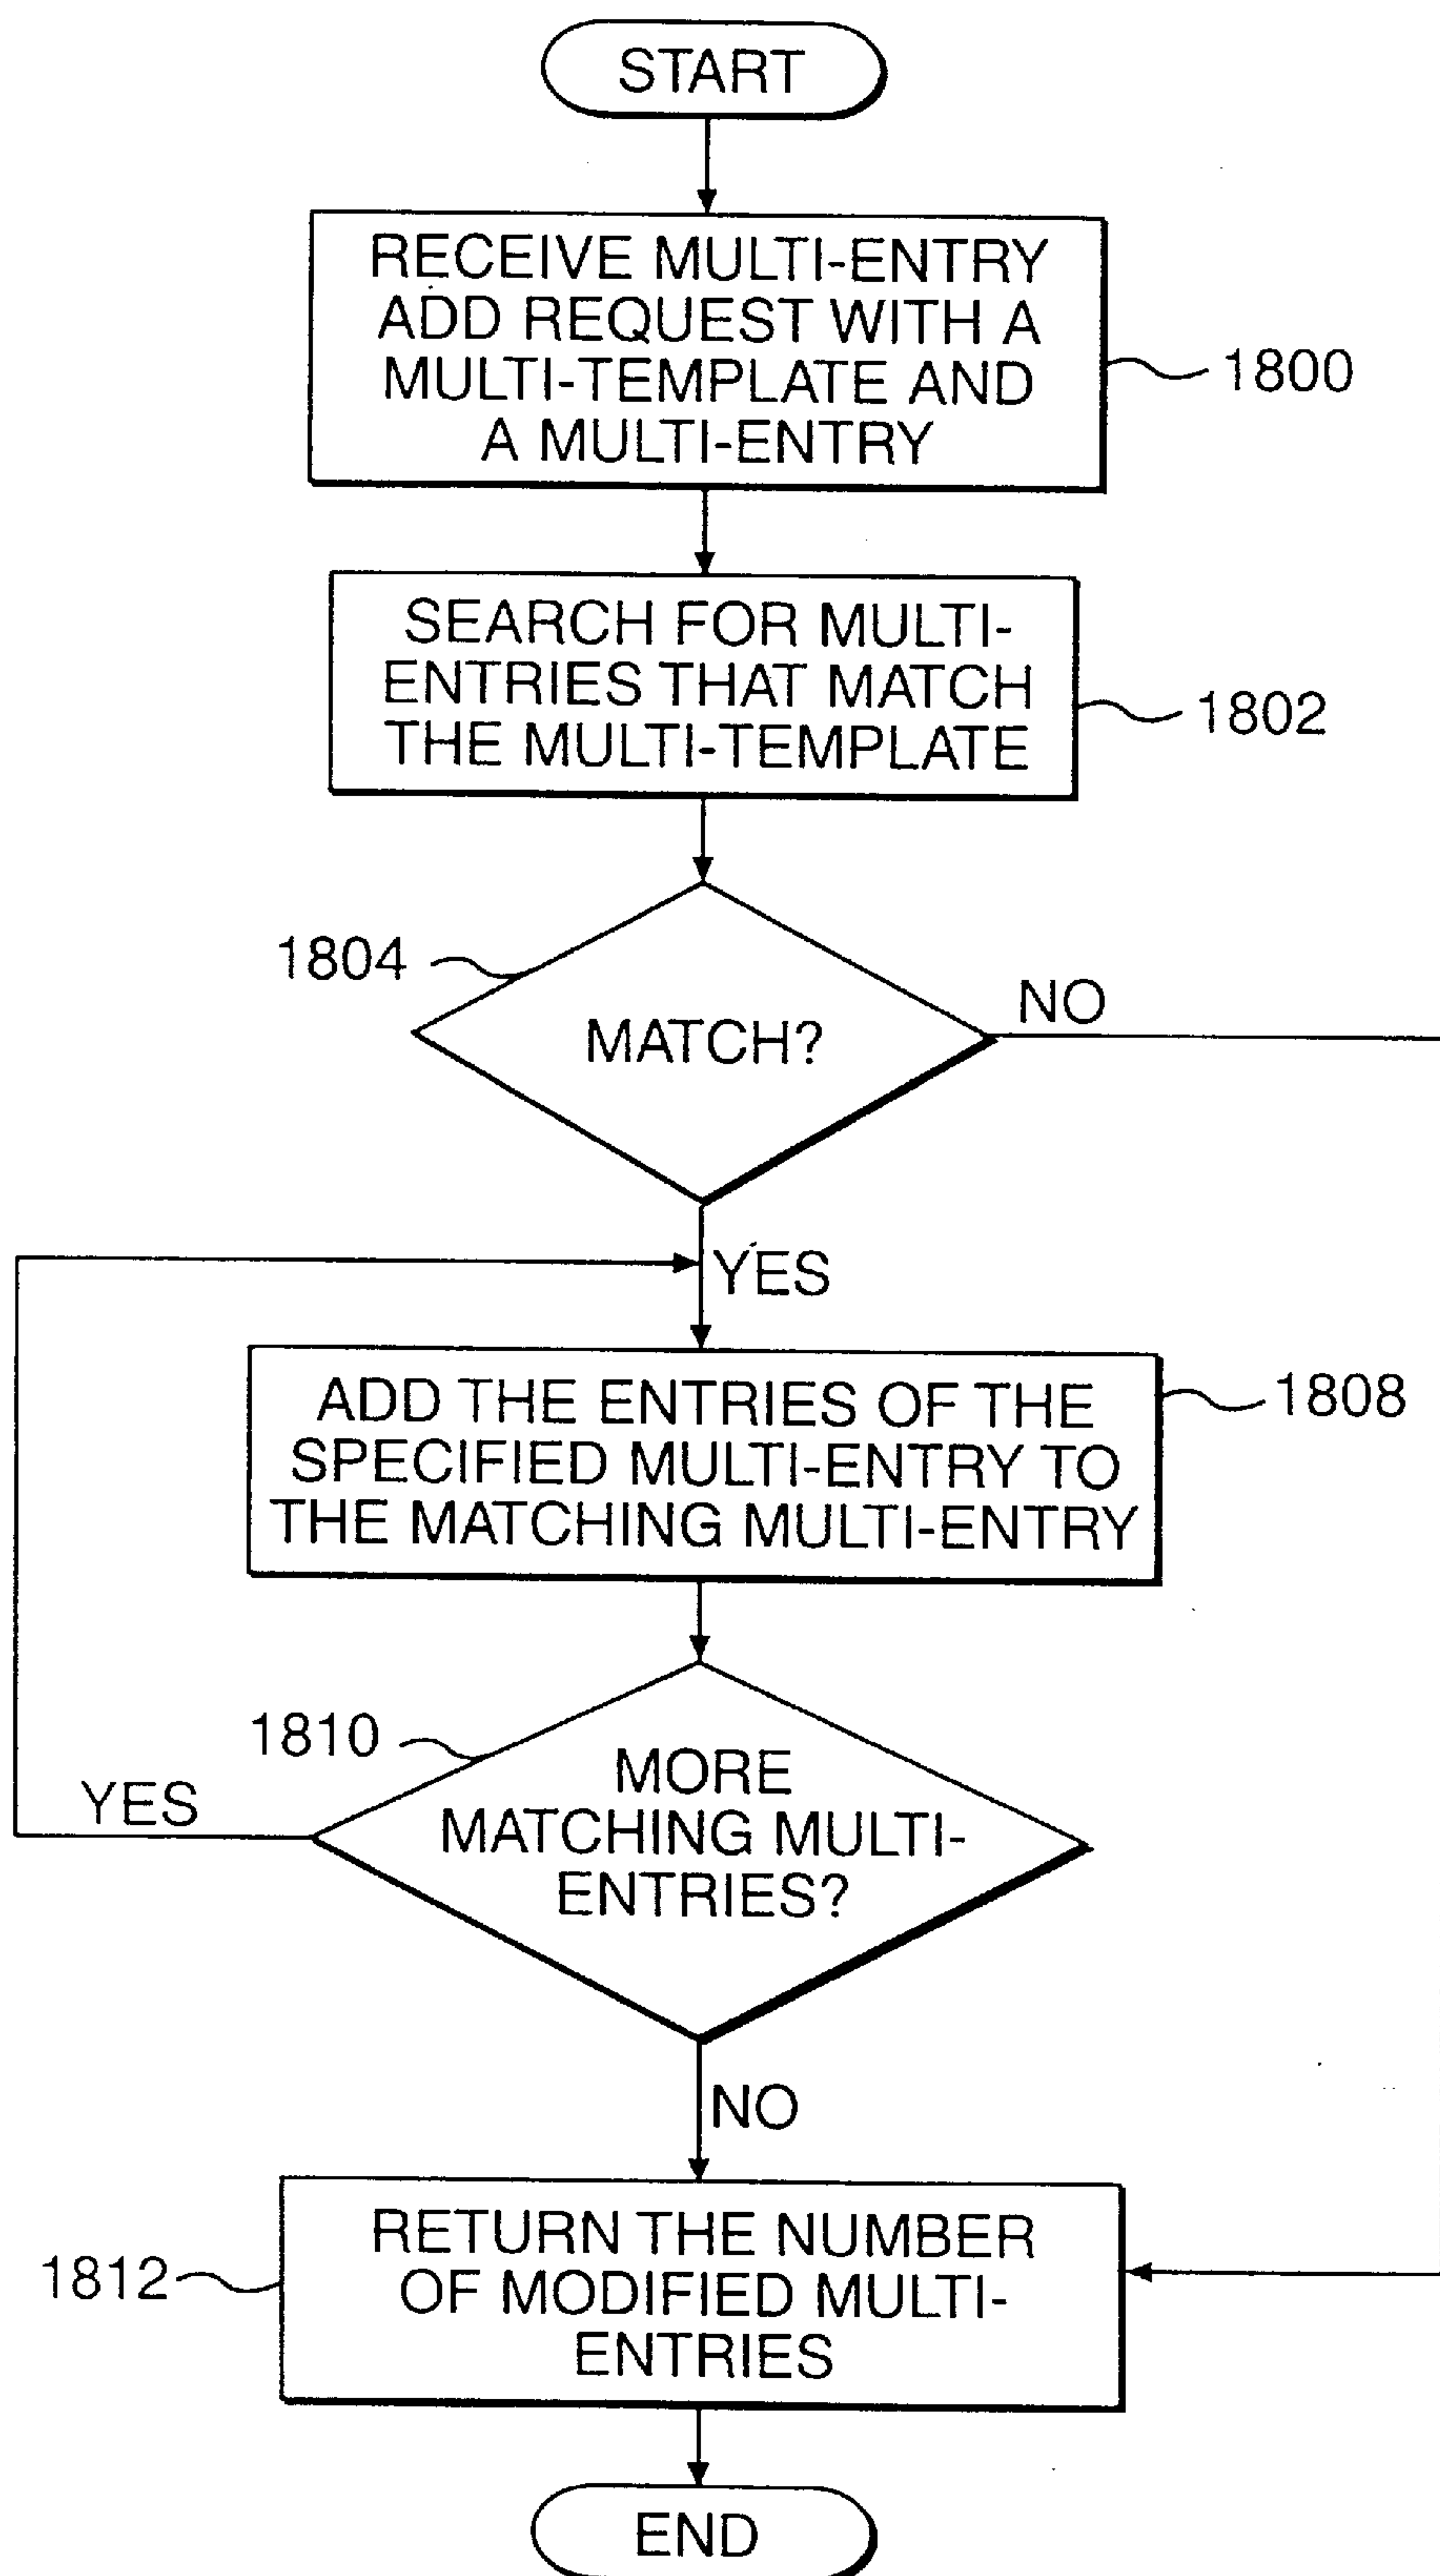 START
RECEIVE MULTI-ENTRY
ADD REQUEST WITH A
MULTI-TEMPLATE AND
A MULTI-ENTRY
1800
SEARCH FOR MULTI-
ENTRIES THAT MATCH
THE MULTI-TEMPLATE
1802
1804
MATCH?
NO
YES
ADD THE ENTRIES OF THE
SPECIFIED MULTI-ENTRY TO
THE MATCHING MULTI-ENTRY
1808
1810
MORE
MATCHING MULTI-
ENTRIES?
YES
NO
RETURN THE NUMBER
OF MODIFIED MULTI-
ENTRIES
1812
END